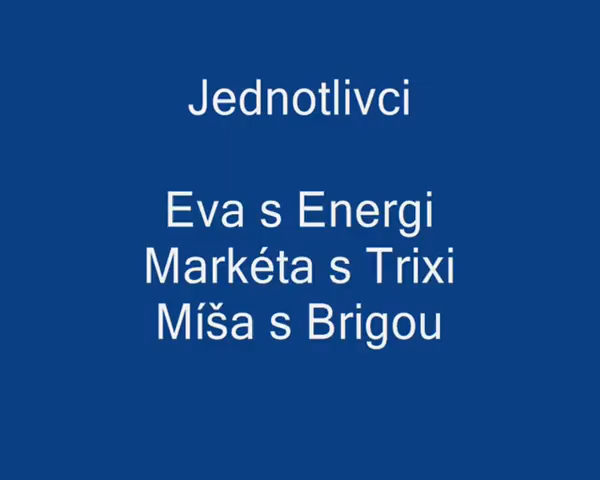 Jednotlivci
Eva s Energi
Markéta s Trixi
Míša s Brigou